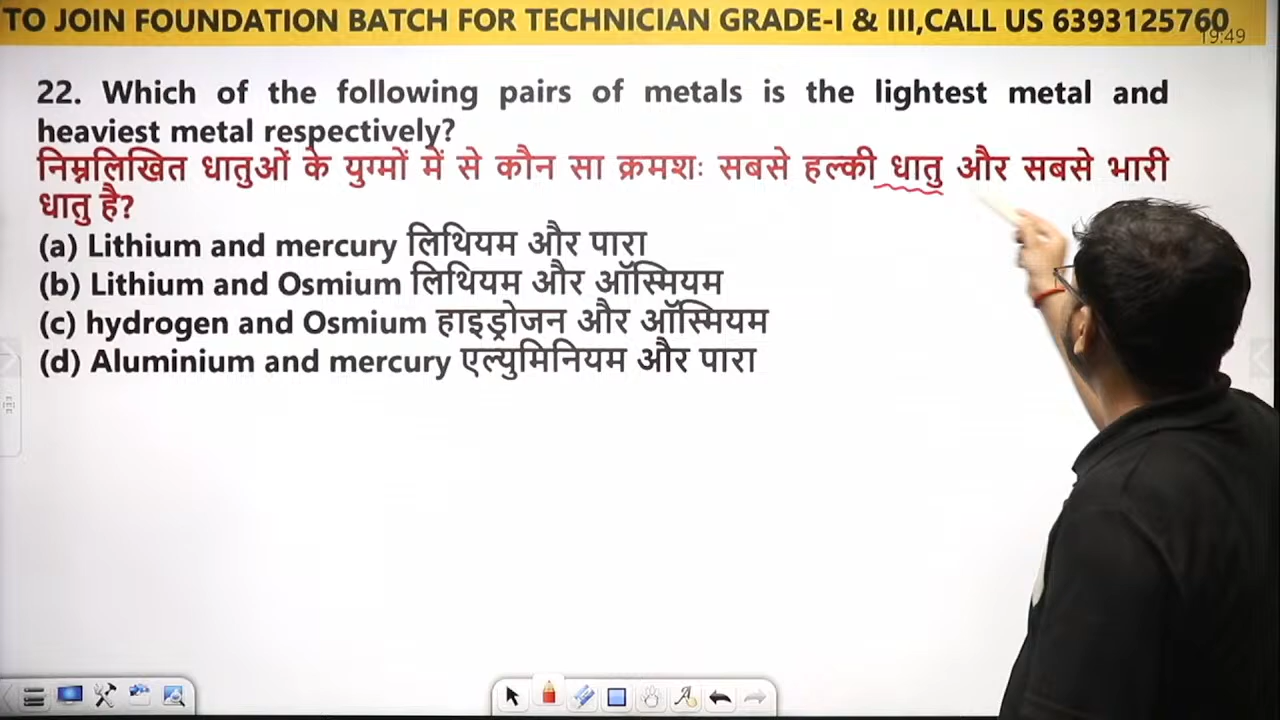 TO JOIN FOUNDATION BATCH FOR TECHNICIAN GRADE-I & III,CALL US 6393125760
19:49
22. Which of the following pairs of metals is the lightest metal and
heaviest metal respectively?
निम्नलिखित धातुओं के युग्मों में से कौन सा क्रमशः सबसे हल्की धातु और सबसे भारी
धातु है?
(a) Lithium and mercury लिथियम और पारा
(b) Lithium and Osmium लिथियम और ऑस्मियम
(c) hydrogen and Osmium हाइड्रोजन और ऑस्मियम
(d) Aluminium and mercury एल्युमिनियम और पारा